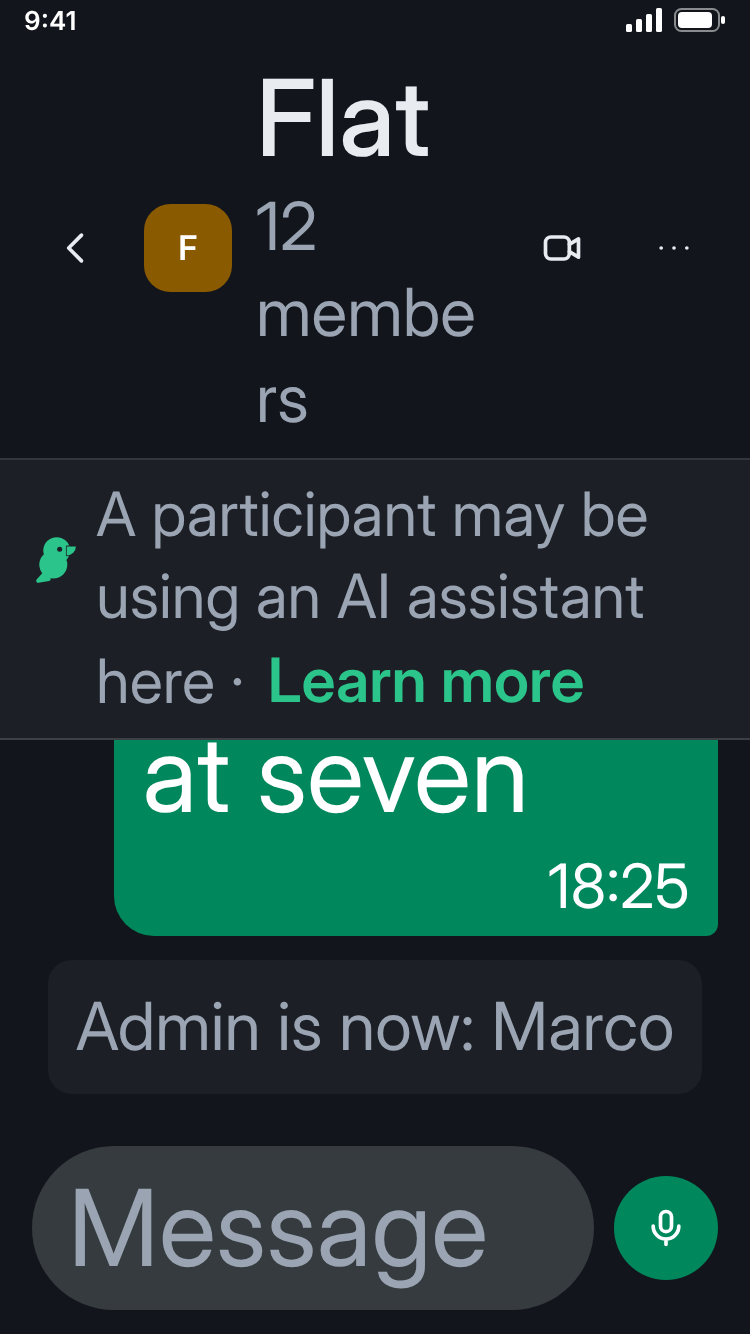 9:41
Flat
F
12
membe
rs
A participant may be
using an AI assistant
here · Learn more
at seven
18:25
Admin is now: Marco
Message